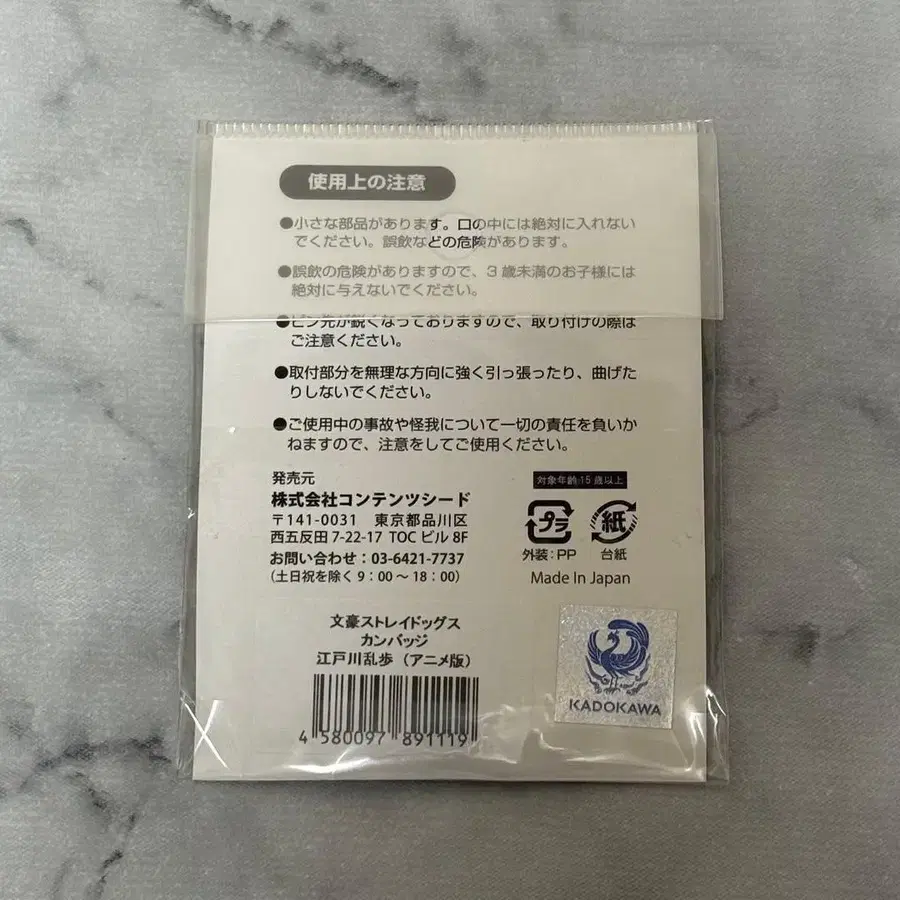 使用上の注意
●小さな部品があります。口の中には絶対に入れない
でください。誤飲などの危険があります。
●誤飲の危険がありますので、3歳未満のお子様には
絶対に与えないでください。
●ピン先が鋭くなっておりますので、取り付けの際は
ご注意ください。
●取付部分を無理な方向に強く引っ張ったり、曲げた
りしないでください。
●ご使用中の事故や怪我について一切の責任を負いか
ねますので、注意をしてご使用ください。
発売元
株式会社コンテンツシード
〒141-0031 東京都品川区
西五反田 7-22-17 TOC ビル 8F
お問い合わせ：03-6421-7737
（土日祝を除く 9：00 〜 18：00）
対象年齢 15 歳以上
プラ
紙
外装：PP
台紙
Made In Japan
文豪ストレイドッグス
カンバッジ
江戸川乱歩（アニメ版）
4 580097 891119
KADOKAWA